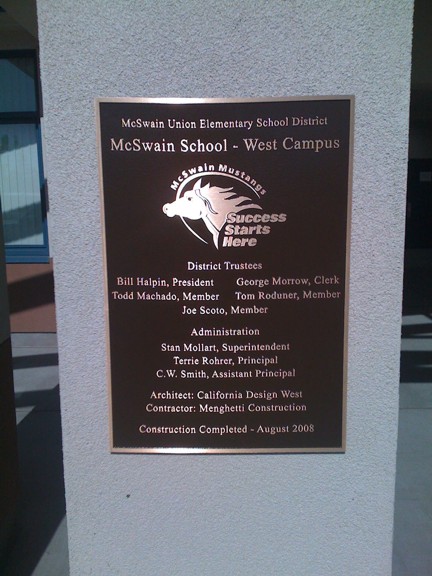 McSwain Union Elementary School District
McSwain School - West Campus
McSwain Mustangs
Success
Starts
Here
District Trustees
Bill Halpin, President George Morrow, Clerk
Todd Machado, Member Tom Roduner, Member
Joe Scoto, Member
Administration
Stan Mollart, Superintendent
Terrie Rohrer, Principal
C.W. Smith, Assistant Principal
Architect: California Design West
Contractor: Menghetti Construction
Construction Completed - August 2008